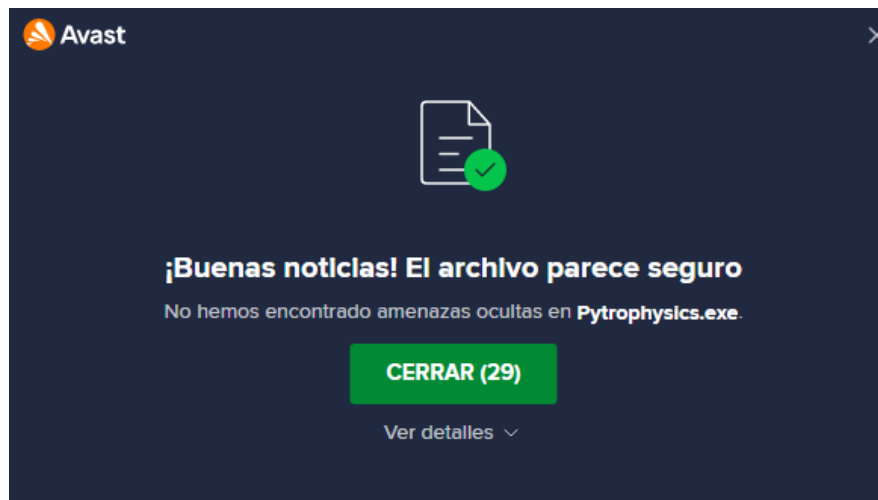 Avast
¡Buenas noticias! El archivo parece seguro
No hemos encontrado amenazas ocultas en Pytrophysics.exe.
CERRAR (29)
Ver detalles